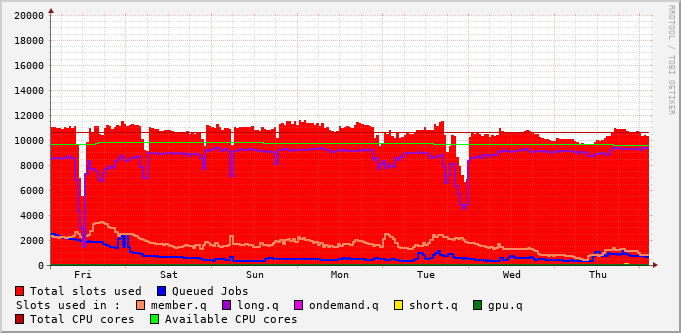 20000
18000
16000
14000
12000
10000
8000
6000
4000
2000
0
Fri Sat Sun Mon Tue Wed Thu
RRDTOOL / TOBI OETIKER
Total slots used Queued Jobs
Slots used in : member.q long.q ondemand.q short.q gpu.q
Total CPU cores Available CPU cores